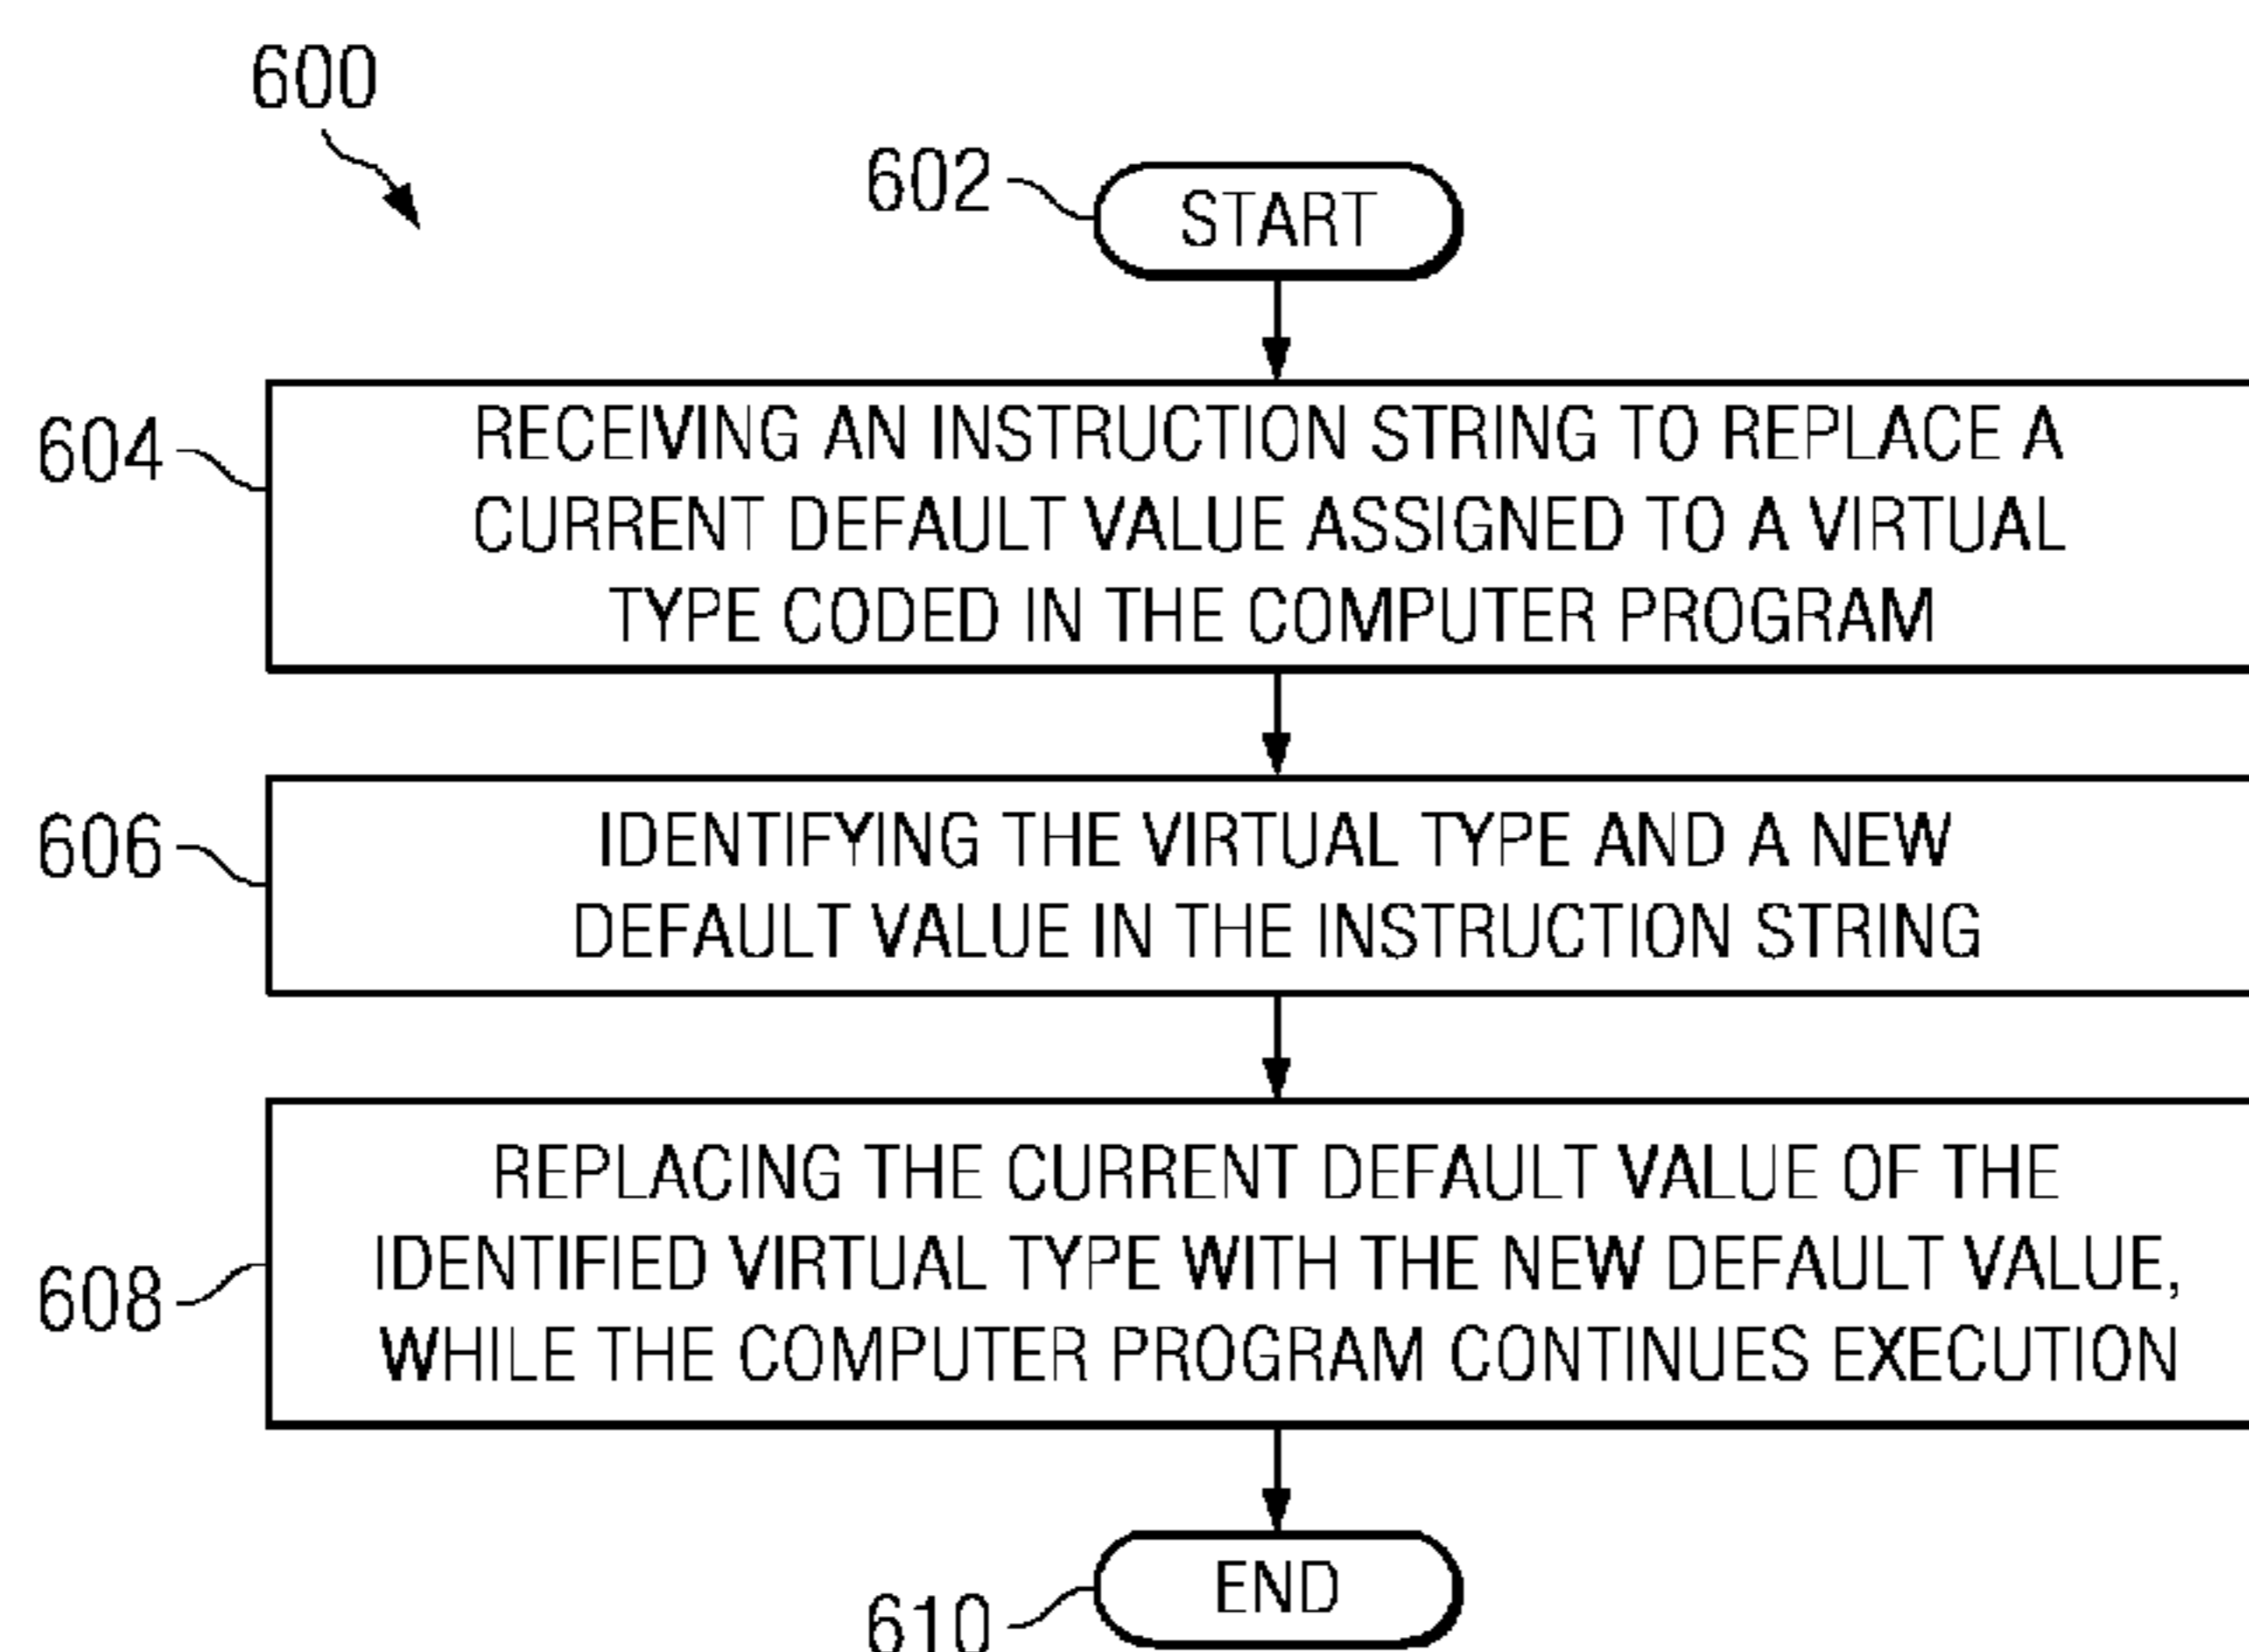 600
602
START
604
RECEIVING AN INSTRUCTION STRING TO REPLACE A
CURRENT DEFAULT VALUE ASSIGNED TO A VIRTUAL
TYPE CODED IN THE COMPUTER PROGRAM
606
IDENTIFYING THE VIRTUAL TYPE AND A NEW
DEFAULT VALUE IN THE INSTRUCTION STRING
608
REPLACING THE CURRENT DEFAULT VALUE OF THE
IDENTIFIED VIRTUAL TYPE WITH THE NEW DEFAULT VALUE,
WHILE THE COMPUTER PROGRAM CONTINUES EXECUTION
610
END